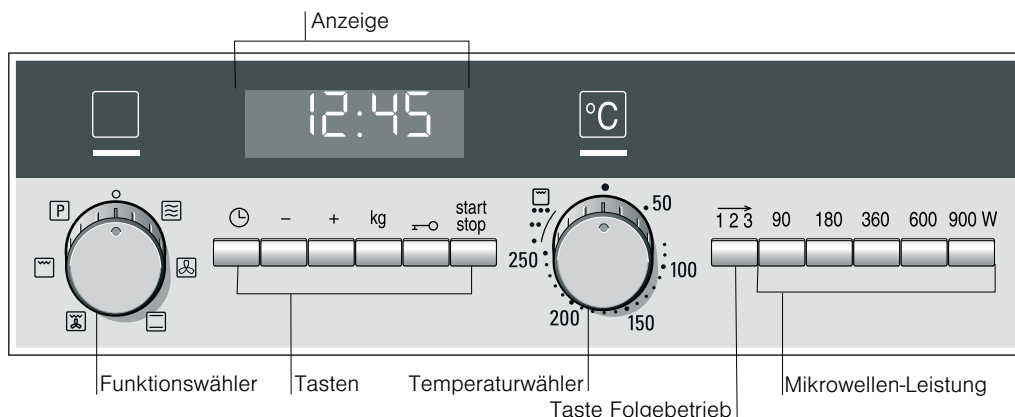 Anzeige
12:45
°C
P
- + kg start
stop
50
100
150
200
250
1 2 3 90 180 360 600 900 W
Funktionswähler Tasten Temperaturwähler Mikrowellen-Leistung
Taste Folgebetrieb